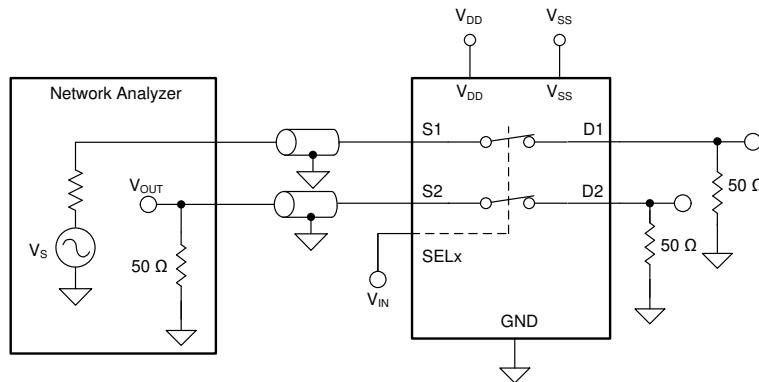 V_DD
V_SS
Network Analyzer
V_DD
V_SS
S1
D1
V_OUT
S2
D2
50 Ω
V_S
50 Ω
SELx
50 Ω
V_IN
GND